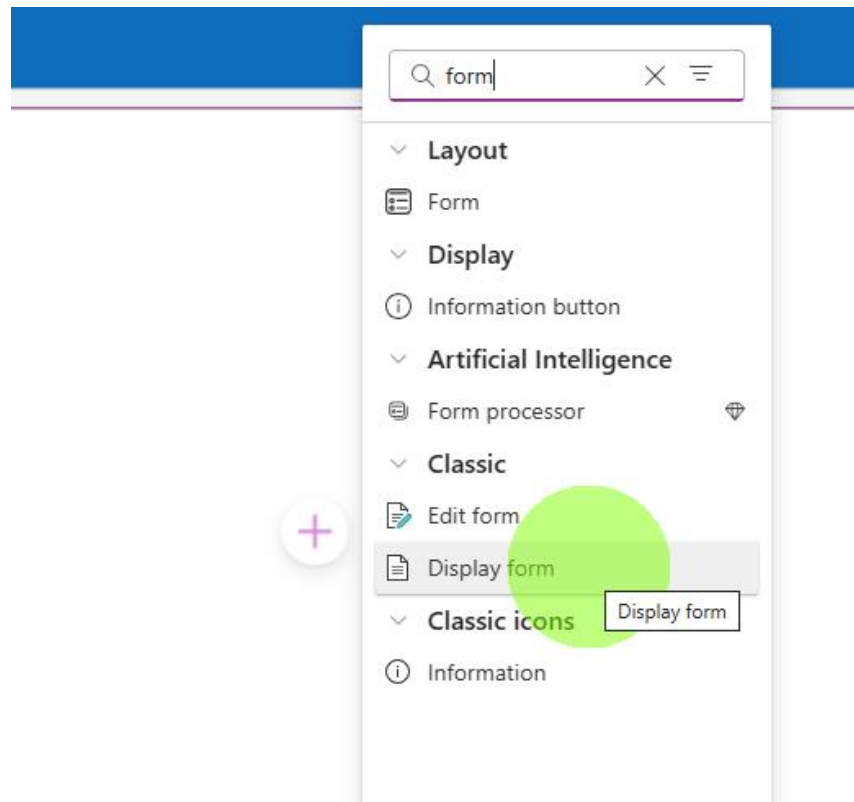 form
Layout
Form
Display
Information button
Artificial Intelligence
Form processor
Classic
Edit form
Display form
Display form
Classic icons
Information